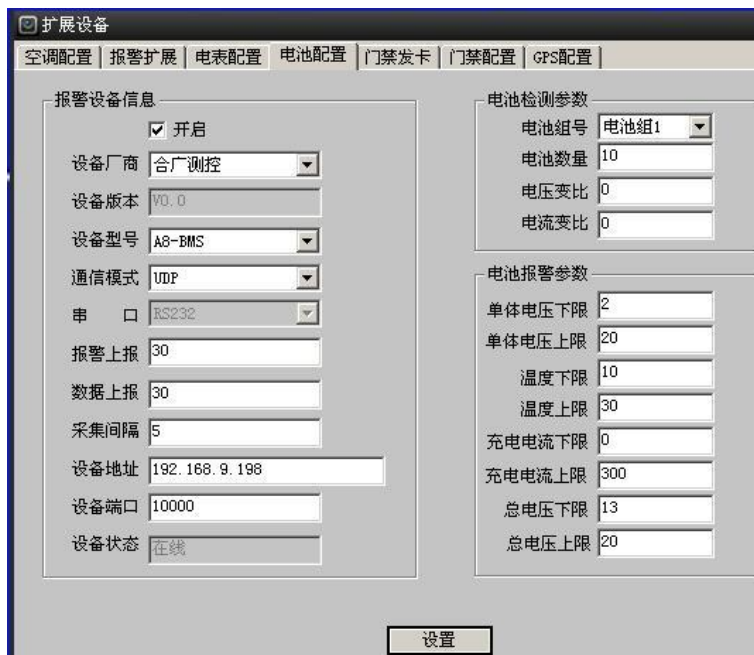 扩展设备
空调配置 报警扩展 电表配置 电池配置 门禁发卡 门禁配置 GPS配置
报警设备信息
开启
设备厂商 合广测控
设备版本 V0.0
设备型号 A8-BMS
通信模式 UDP
串 口 RS232
报警上报 30
数据上报 30
采集间隔 5
设备地址 192.168.9.198
设备端口 10000
设备状态 在线
电池检测参数
电池组号 电池组1
电池数量 10
电压变比 0
电流变比 0
电池报警参数
单体电压下限 2
单体电压上限 20
温度下限 10
温度上限 30
充电电流下限 0
充电电流上限 300
总电压下限 13
总电压上限 20
设置